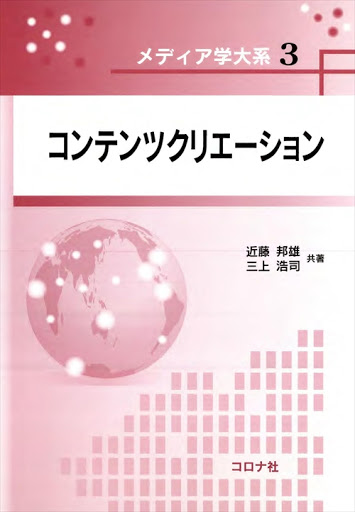 メディア学大系 3
コンテンツクリエーション
近藤 邦雄
三上 浩司 共著
コロナ社